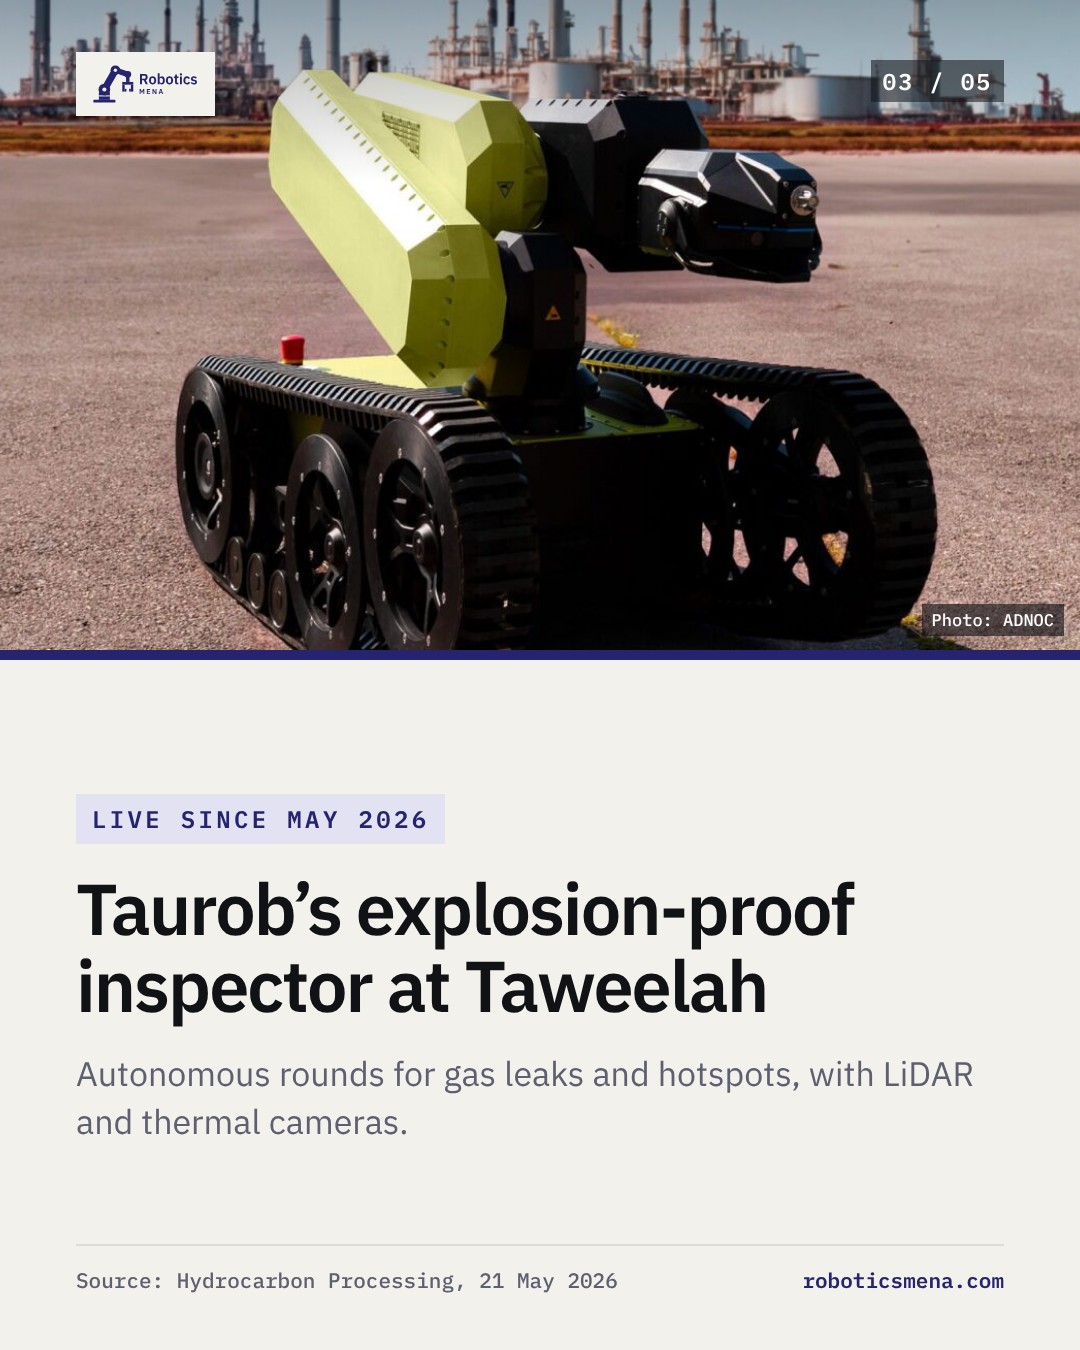 Robotics
MENA
03 / 05
Photo: ADNOC
LIVE SINCE MAY 2026
Taurob’s explosion-proof
inspector at Taweelah
Autonomous rounds for gas leaks and hotspots, with LiDAR
and thermal cameras.
Source: Hydrocarbon Processing, 21 May 2026
roboticsmena.com